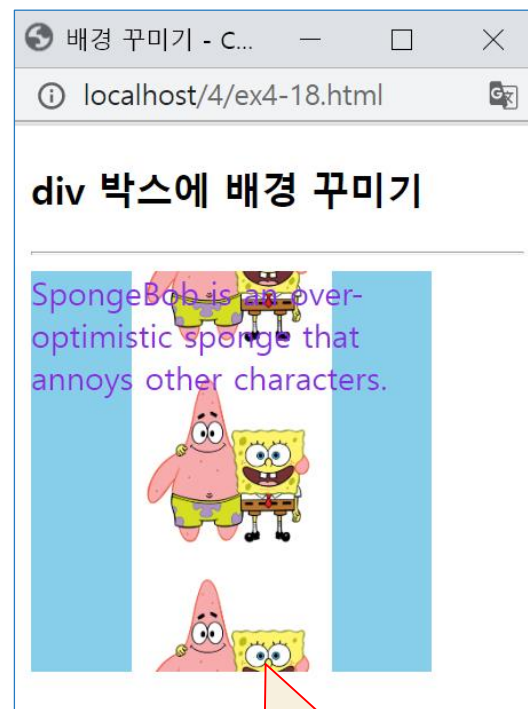 배경 꾸미기 - C...
localhost/4/ex4-18.html
div 박스에 배경 꾸미기
SpongeBob is an over-
optimistic sponge that
annoys other characters.